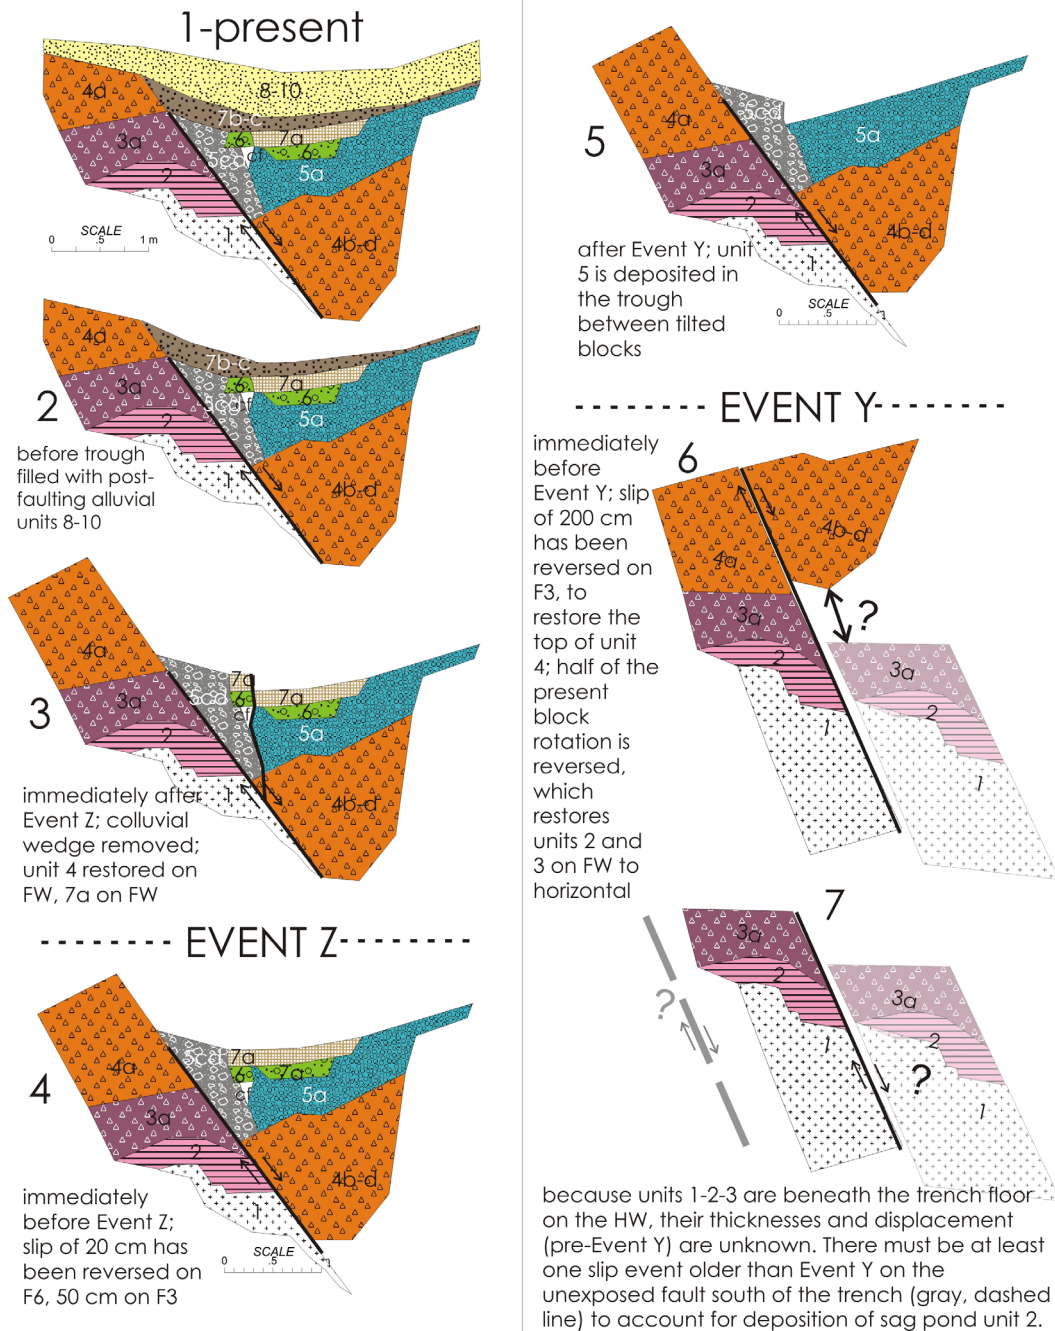 1-present
8-10
4a
7b-c
3a
6
7a
6
5cd
cf
2
5a
1
4b-d
SCALE
0 .5 1 m
4a
7b-c
3a
6
7a
6
5cd
cf
2
5a
1
4b-d
2
before trough
filled with post-
faulting alluvial
units 8-10
4a
7a
3a
5cd
6
7a
6
cf
2
5a
1
4b-d
3
immediately after
Event Z; colluvial
wedge removed;
unit 4 restored on
FW, 7a on FW
EVENT Z
4a
5cd
7a
6
7a
cf
5a
3a
2
4b-d
1
4
immediately
before Event Z;
slip of 20 cm has
been reversed on
F6, 50 cm on F3
SCALE
0 .5 1
5
4a
5cd
5a
3a
2
4b-d
1
after Event Y; unit
5 is deposited in
the trough
between tilted
blocks
SCALE
0 .5 1
EVENT Y
immediately
before
Event Y; slip
of 200 cm
has been
reversed on
F3, to
restore the
top of unit
4; half of the
present
block
rotation is
reversed,
which
restores
units 2 and
3 on FW to
horizontal
6
4b-d
4a
?
3a
2
3a
2
1
1
7
3a
2
3a
?
1
2
?
1
because units 1-2-3 are beneath the trench floor
on the HW, their thicknesses and displacement
(pre-Event Y) are unknown. There must be at least
one slip event older than Event Y on the
unexposed fault south of the trench (gray, dashed
line) to account for deposition of sag pond unit 2.